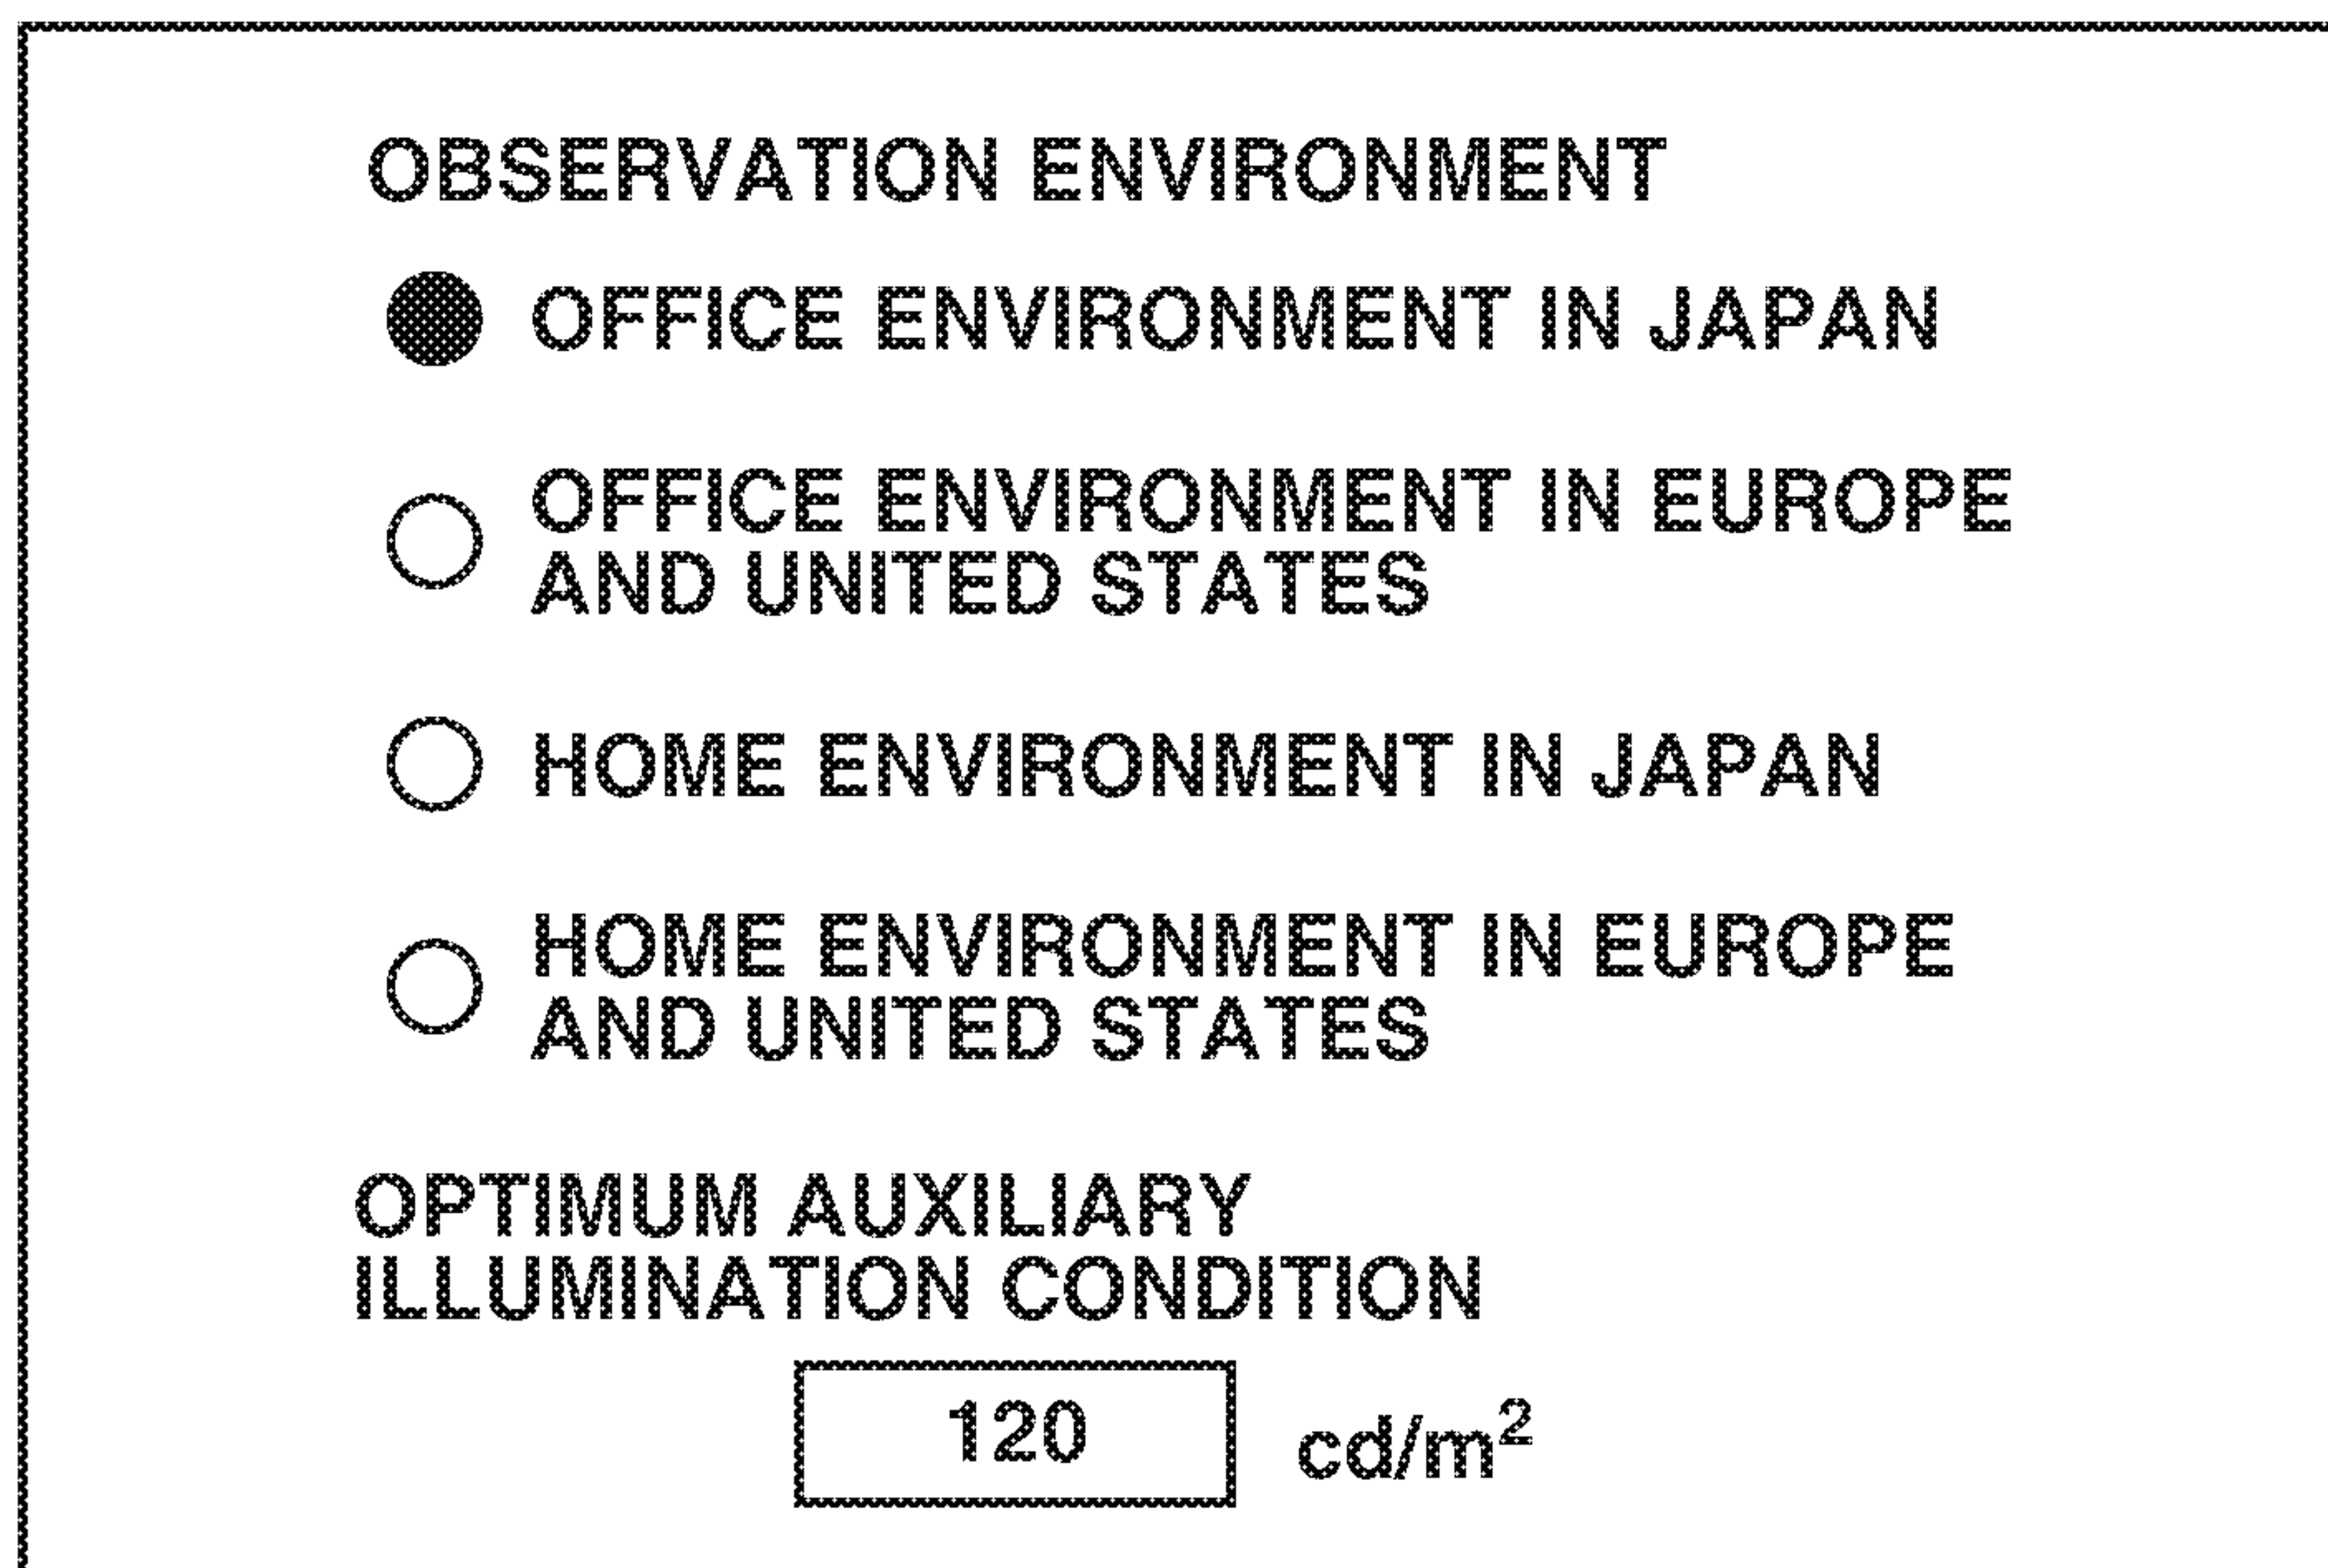 OBSERVATION ENVIRONMENT
OFFICE ENVIRONMENT IN JAPAN
OFFICE ENVIRONMENT IN EUROPE
AND UNITED STATES
HOME ENVIRONMENT IN JAPAN
HOME ENVIRONMENT IN EUROPE
AND UNITED STATES
OPTIMUM AUXILIARY
ILLUMINATION CONDITION
120 cd/m²